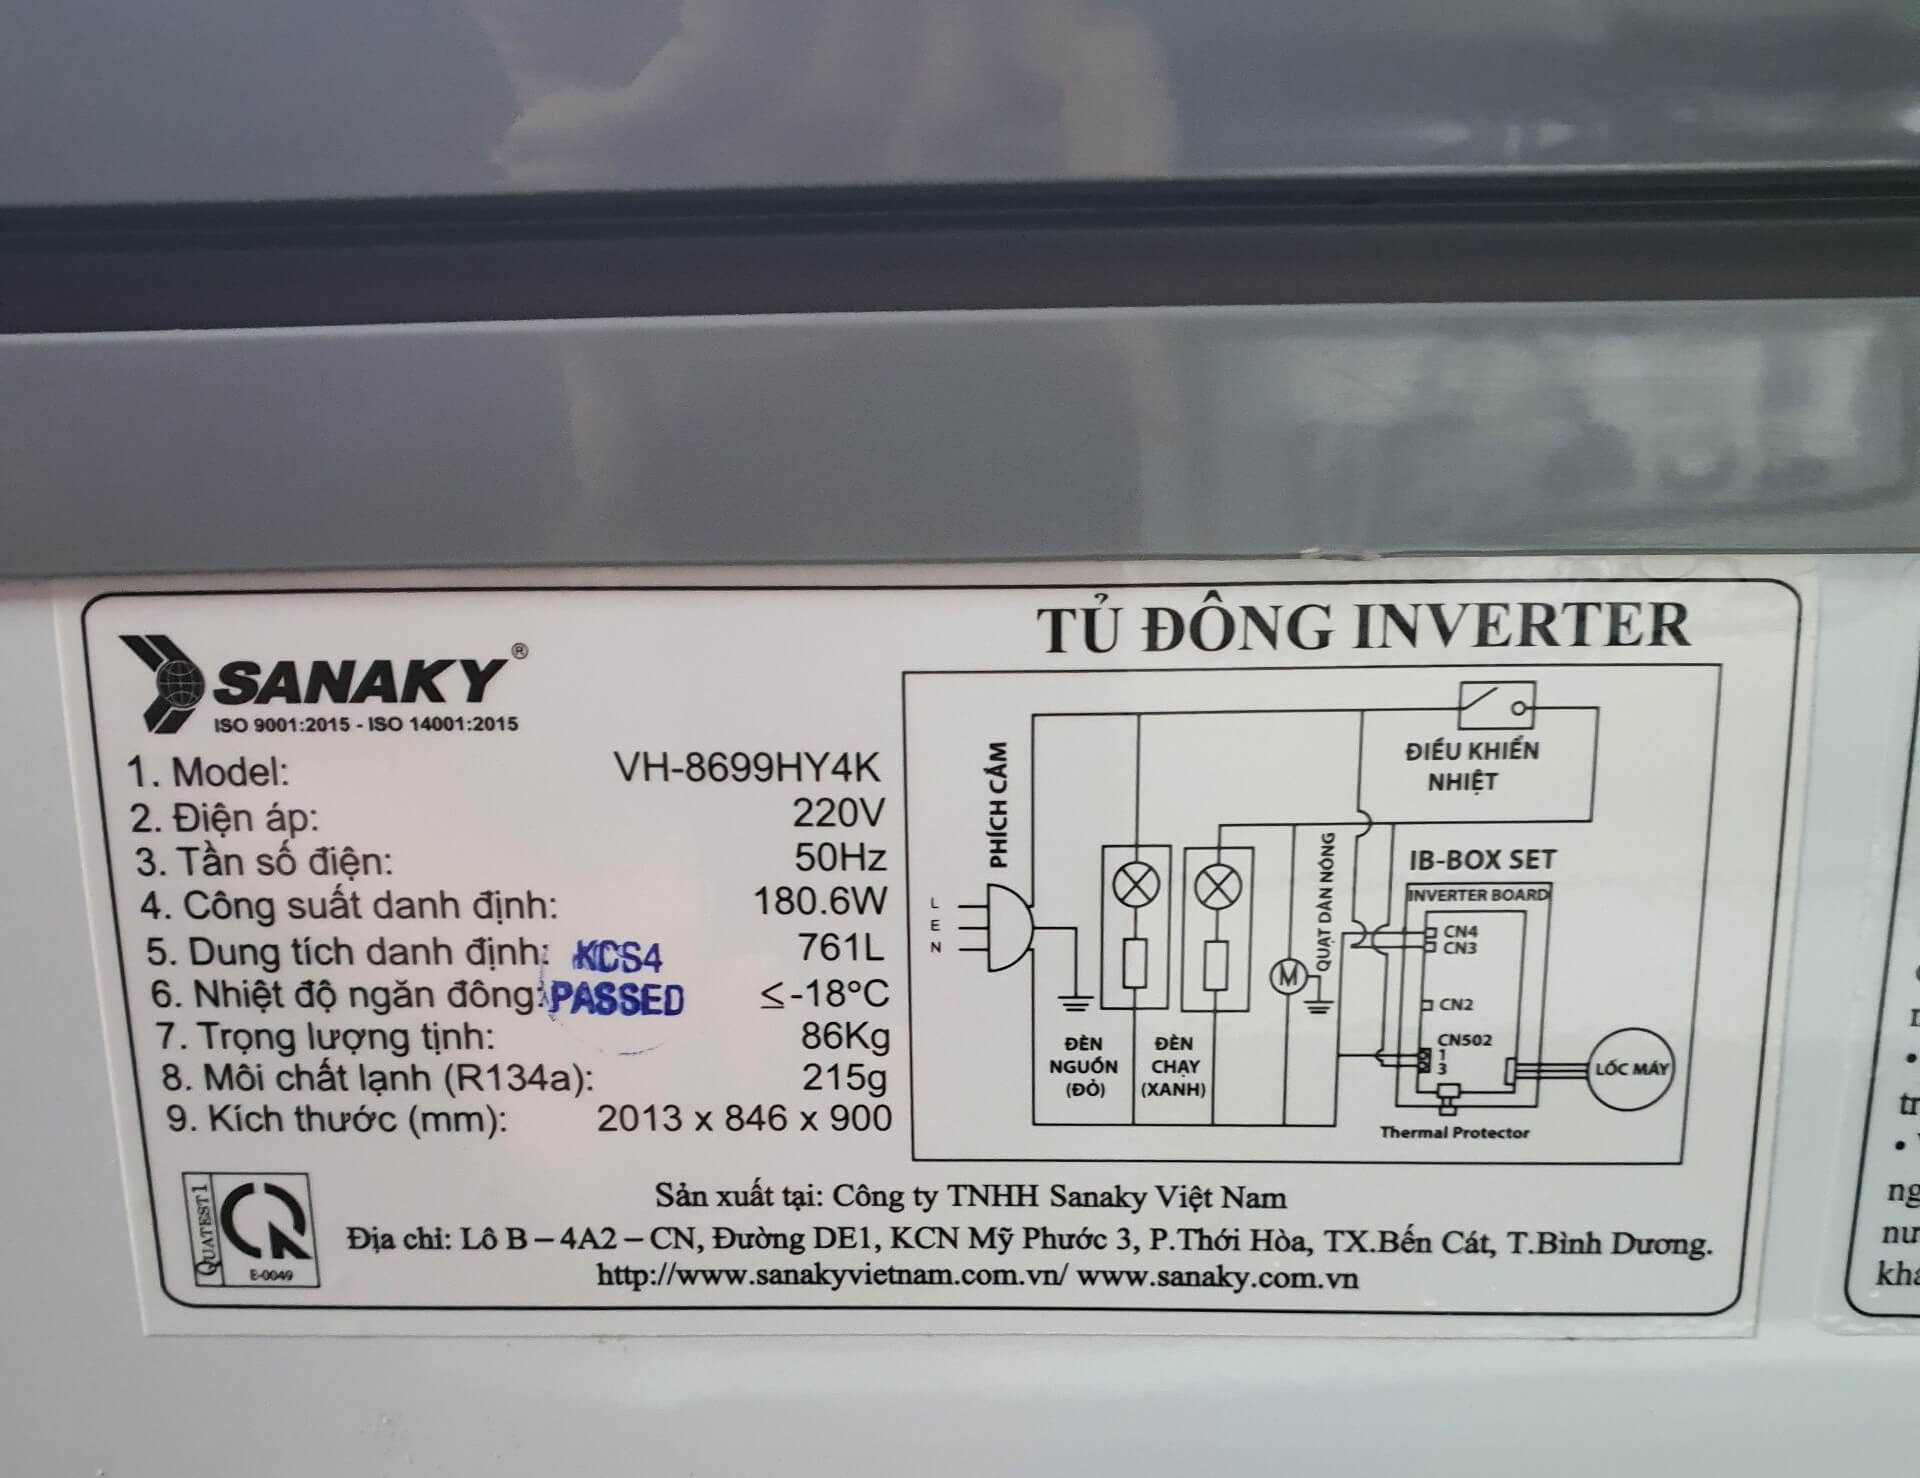 TỦ ĐÔNG INVERTER
SANAKY®
ISO 9001:2015 - ISO 14001:2015
1. Model: VH-8699HY4K
2. Điện áp: 220V
3. Tần số điện: 50Hz
4. Công suất danh định: 180.6W
5. Dung tích danh định: 761L
6. Nhiệt độ ngăn đông: ≤-18°C
7. Trọng lượng tịnh: 86Kg
8. Môi chất lạnh (R134a): 215g
9. Kích thước (mm): 2013 x 846 x 900
KCS4
PASSED
PHÍCH CẮM
L
E
N
ĐIỀU KHIỂN
NHIỆT
QUẠT DÀN NÓNG
M
IB-BOX SET
INVERTER BOARD
CN4
CN3
CN2
CN502
1
3
LỐC MÁY
Thermal Protector
ĐÈN
NGUỒN
(ĐỎ)
ĐÈN
CHẠY
(XANH)
QUATEST 1
E-0049
Sản xuất tại: Công ty TNHH Sanaky Việt Nam
Địa chỉ: Lô B – 4A2 – CN, Đường DE1, KCN Mỹ Phước 3, P.Thới Hòa, TX.Bến Cát, T.Bình Dương.
http://www.sanakyvietnam.com.vn/ www.sanaky.com.vn